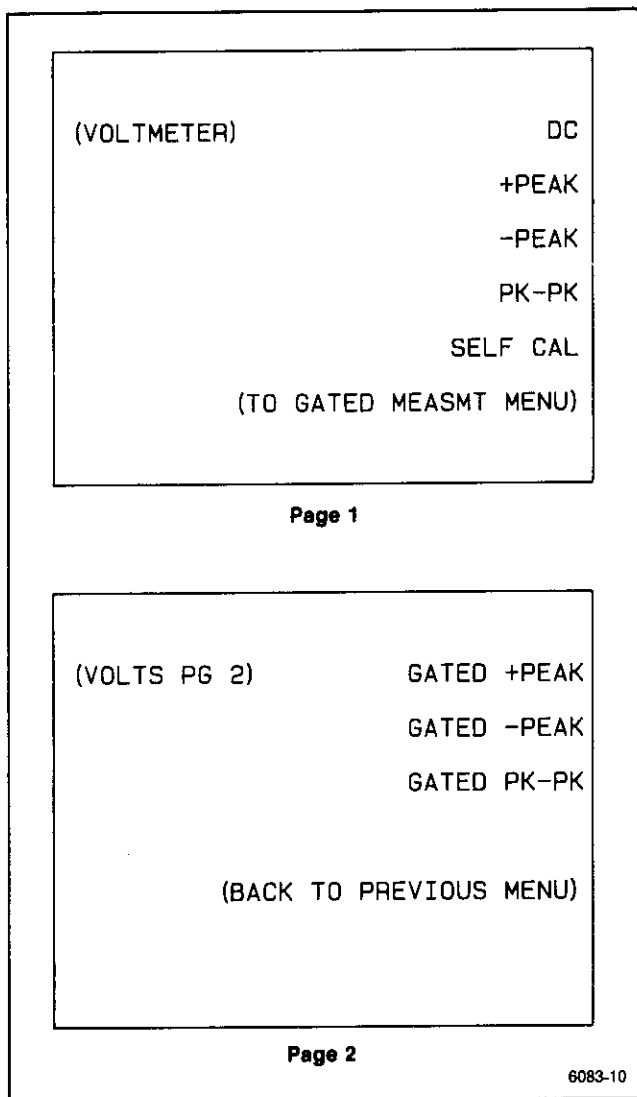 (VOLTMETER) DC
+PEAK
-PEAK
PK-PK
SELF CAL
(TO GATED MEASMT MENU)
Page 1
(VOLTS PG 2) GATED +PEAK
GATED -PEAK
GATED PK-PK
(BACK TO PREVIOUS MENU)
Page 2
6083-10